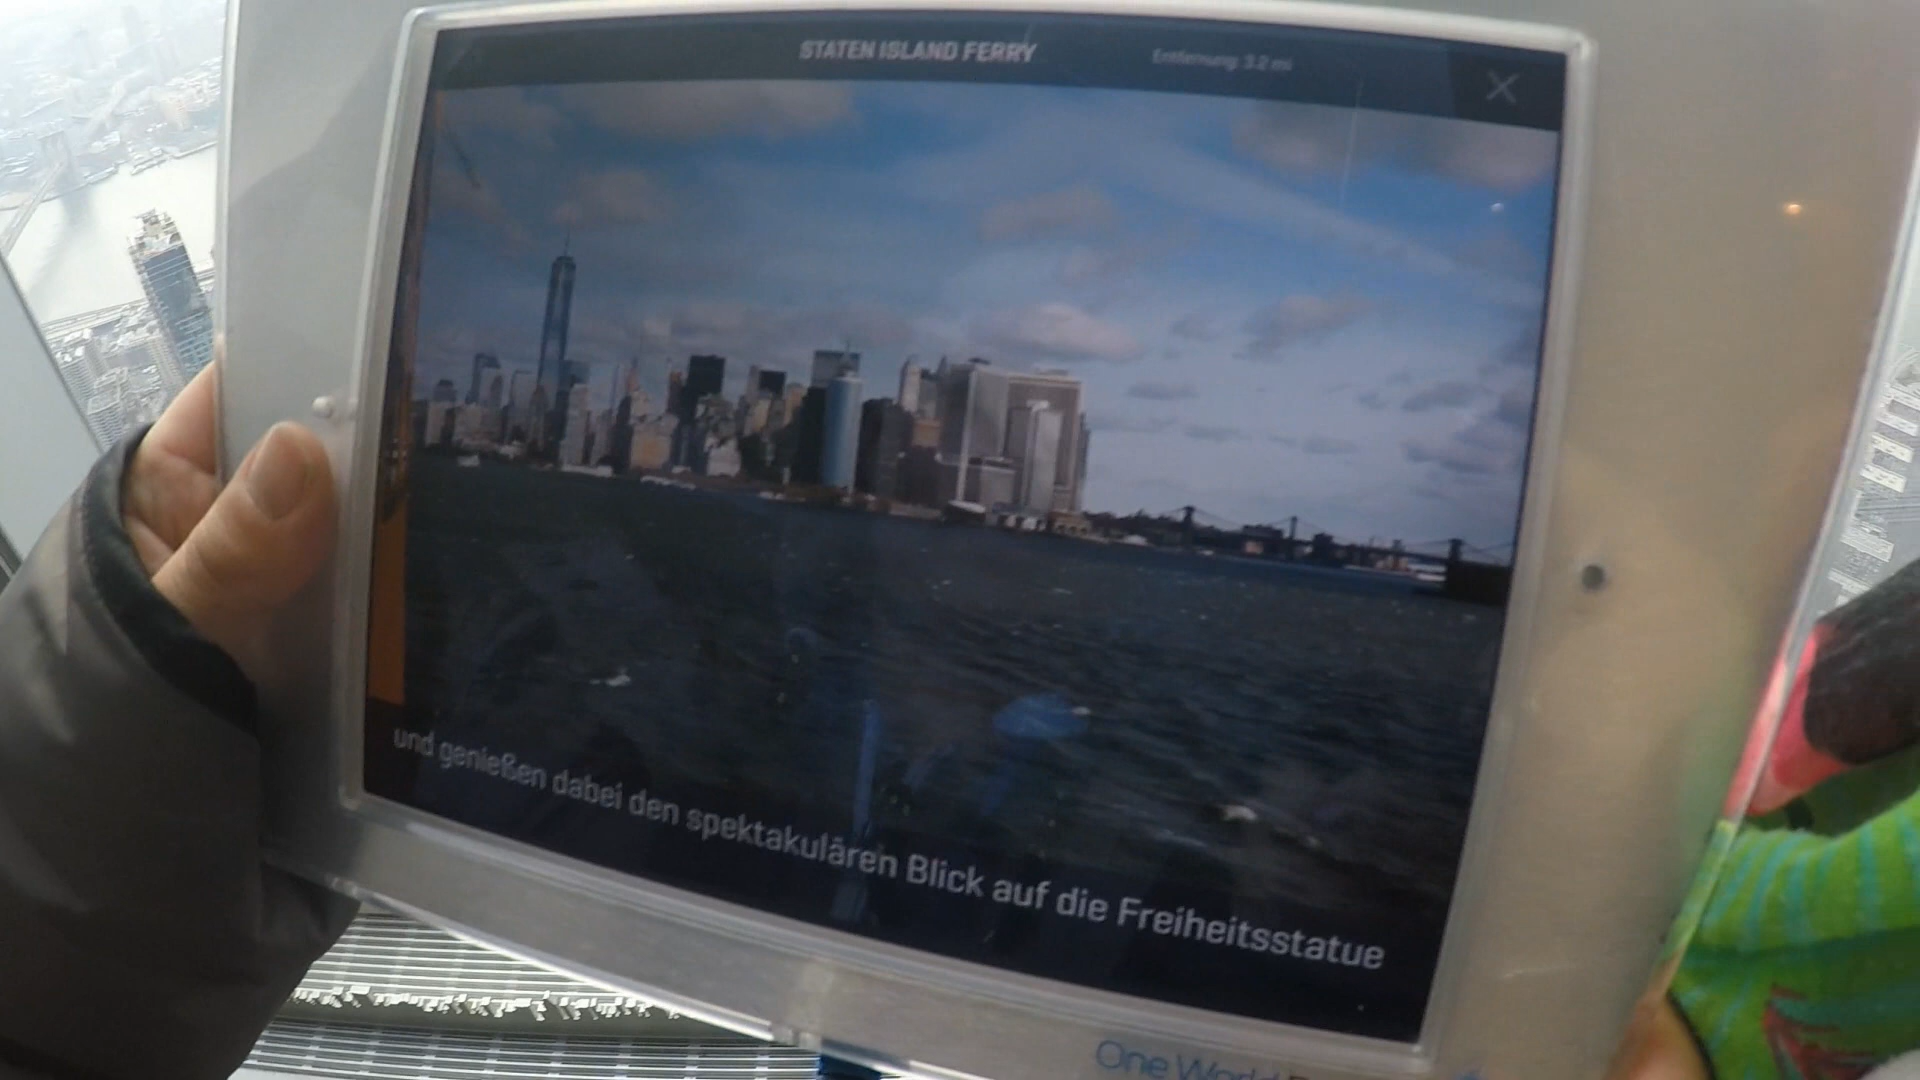 STATEN ISLAND FERRY
Entfernung: 3.2 mi
und genießen dabei den spektakulären Blick auf die Freiheitsstatue
One World